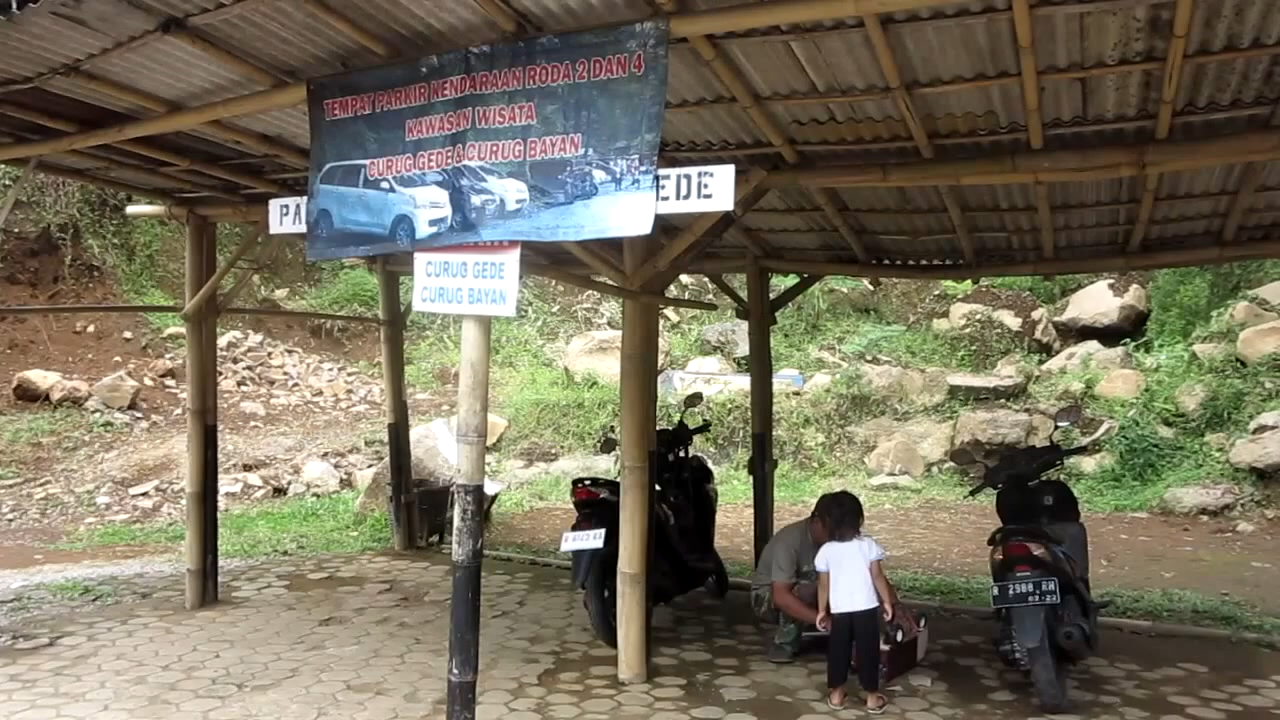 TEMPAT PARKIR KENDARAAN RODA 2 DAN 4
KAWASAN WISATA
CURUG GEDE & CURUG BAYAN
PA
EDE
CURUG GEDE
CURUG BAYAN
R 2988 RH